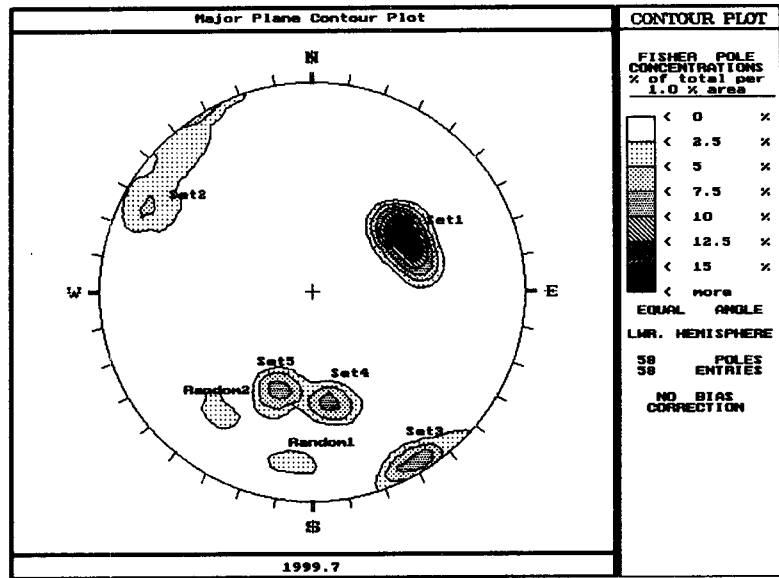 Major Plane Contour Plot
N
Set2
Set1
W
E
Set5
Set4
Random2
Random1
Set3
S
1999.7
CONTOUR PLOT
FISHER POLE
CONCENTRATIONS
% of total per
1.0 % area
< 0 %
< 2.5 %
< 5 %
< 7.5 %
< 10 %
< 12.5 %
< 15 %
< more
EQUAL ANGLE
LWR. HEMISPHERE
58 POLES
58 ENTRIES
NO BIAS
CORRECTION